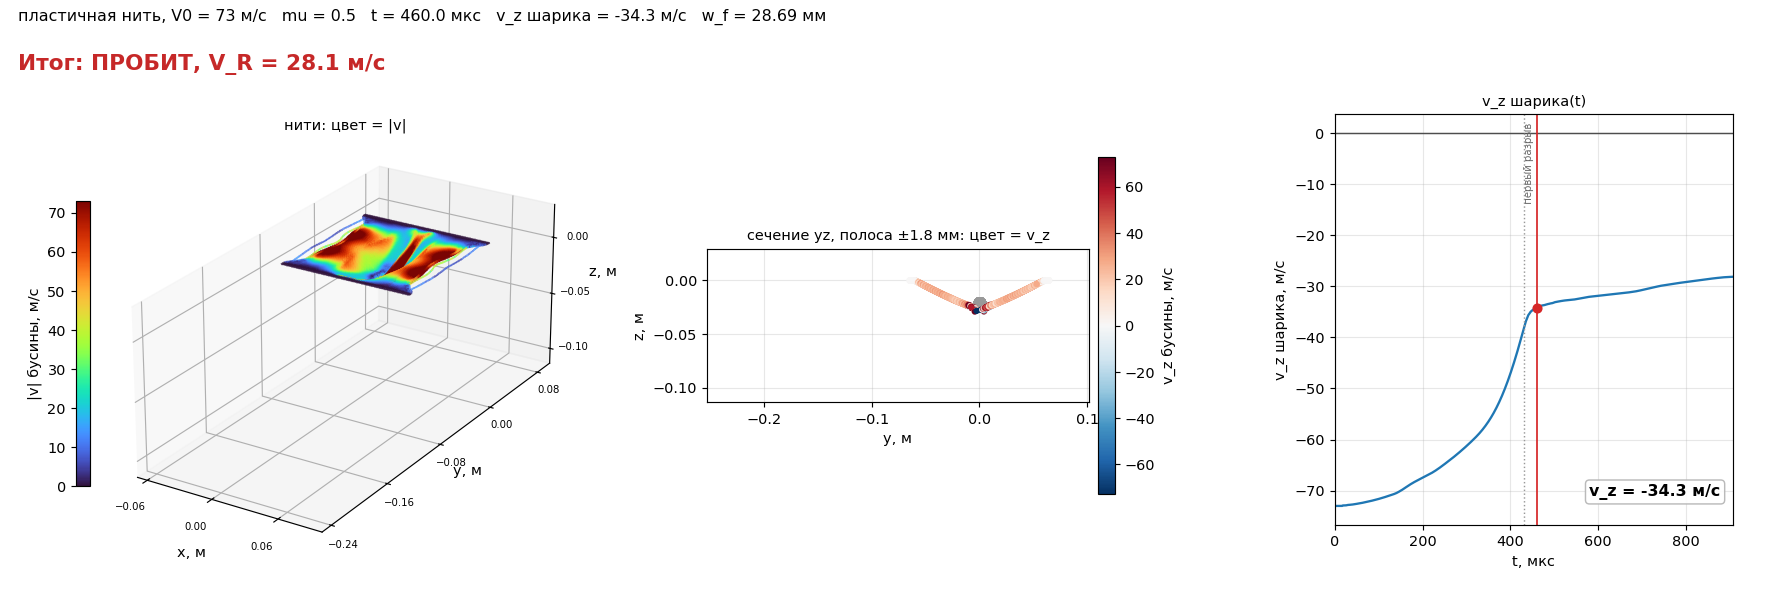 пластичная нить, V0 = 73 м/с   mu = 0.5   t = 460.0 мкс   v_z шарика = -34.3 м/с   w_f = 28.69 мм
Итог: ПРОБИТ, V_R = 28.1 м/с
нити: цвет = |v|
|v| бусины, м/с
70
60
50
40
30
20
10
0
0.00
−0.05
−0.10
z, м
0.08
0.00
−0.08
−0.16
−0.24
y, м
−0.06
0.00
0.06
x, м
сечение yz, полоса ±1.8 мм: цвет = v_z
z, м
0.00
−0.05
−0.10
−0.2
−0.1
0.0
0.1
y, м
60
40
20
0
−20
−40
−60
v_z бусины, м/с
v_z шарика(t)
v_z шарика, м/с
0
−10
−20
−30
−40
−50
−60
−70
первый разрыв
v_z = -34.3 м/с
0
200
400
600
800
t, мкс